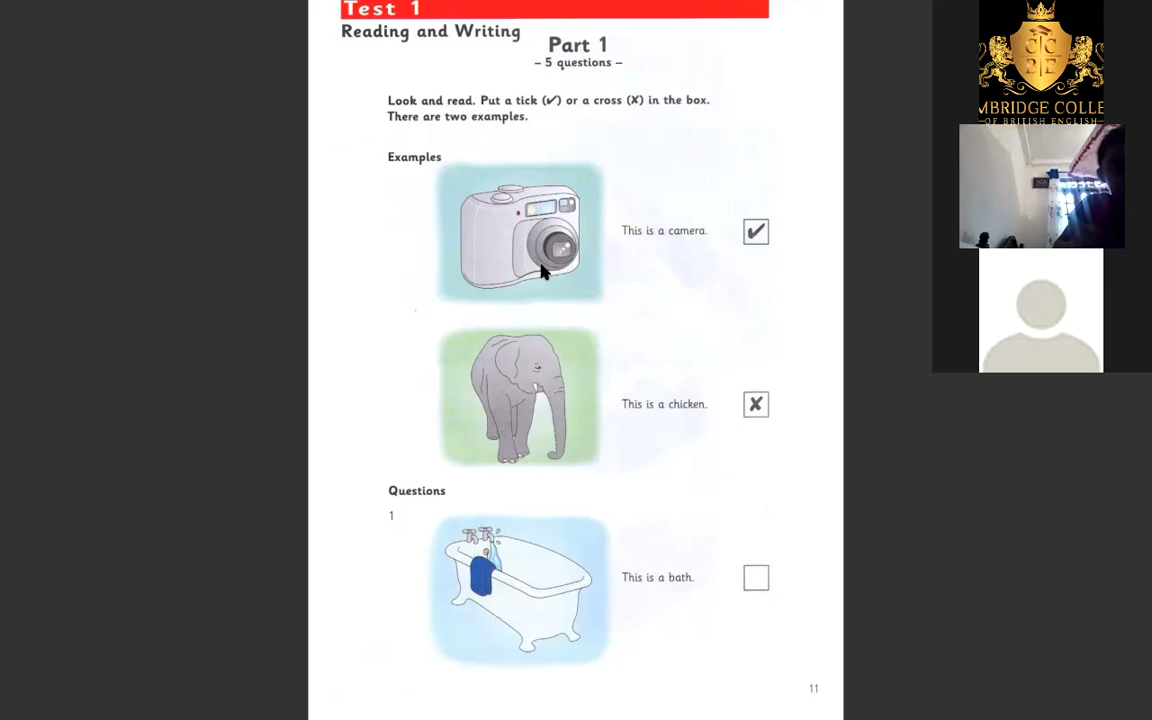 Test 1
Reading and Writing
Part 1
– 5 questions –
Look and read. Put a tick (✔) or a cross (✘) in the box.
There are two examples.
Examples
This is a camera.
✔
This is a chicken.
✘
Questions
1
This is a bath.
11
MBRIDGE COLLE
OF BRITISH ENGLISH